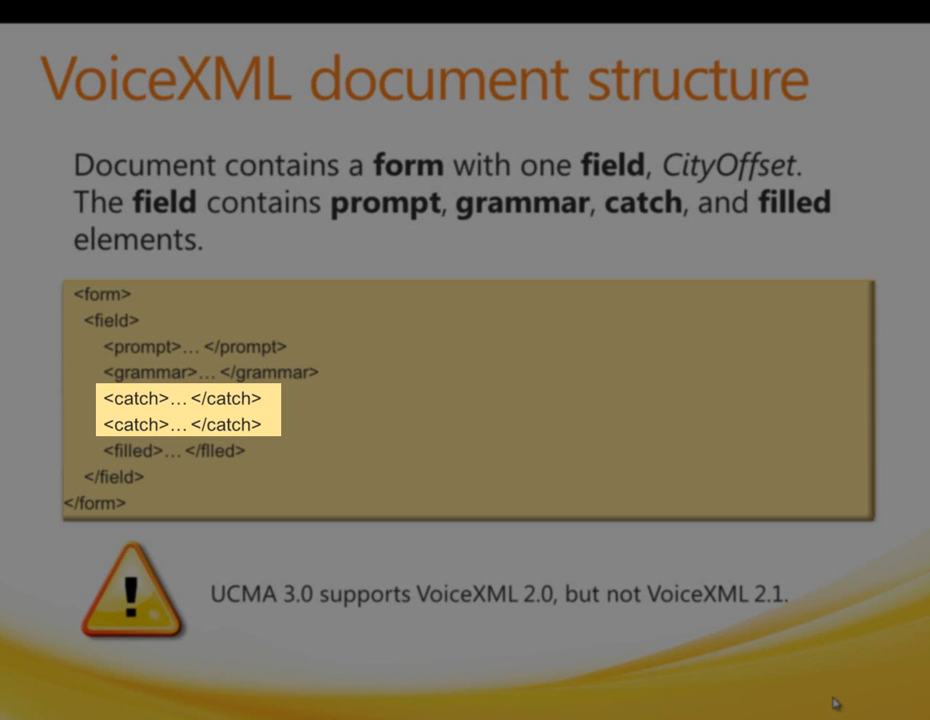 VoiceXML document structure
Document contains a form with one field, CityOffset.
The field contains prompt, grammar, catch, and filled
elements.
<form>
<field>
<prompt>... </prompt>
<grammar>... </grammar>
<catch>... </catch>
<catch>... </catch>
<filled>... </flled>
</field>
</form>
UCMA 3.0 supports VoiceXML 2.0, but not VoiceXML 2.1.